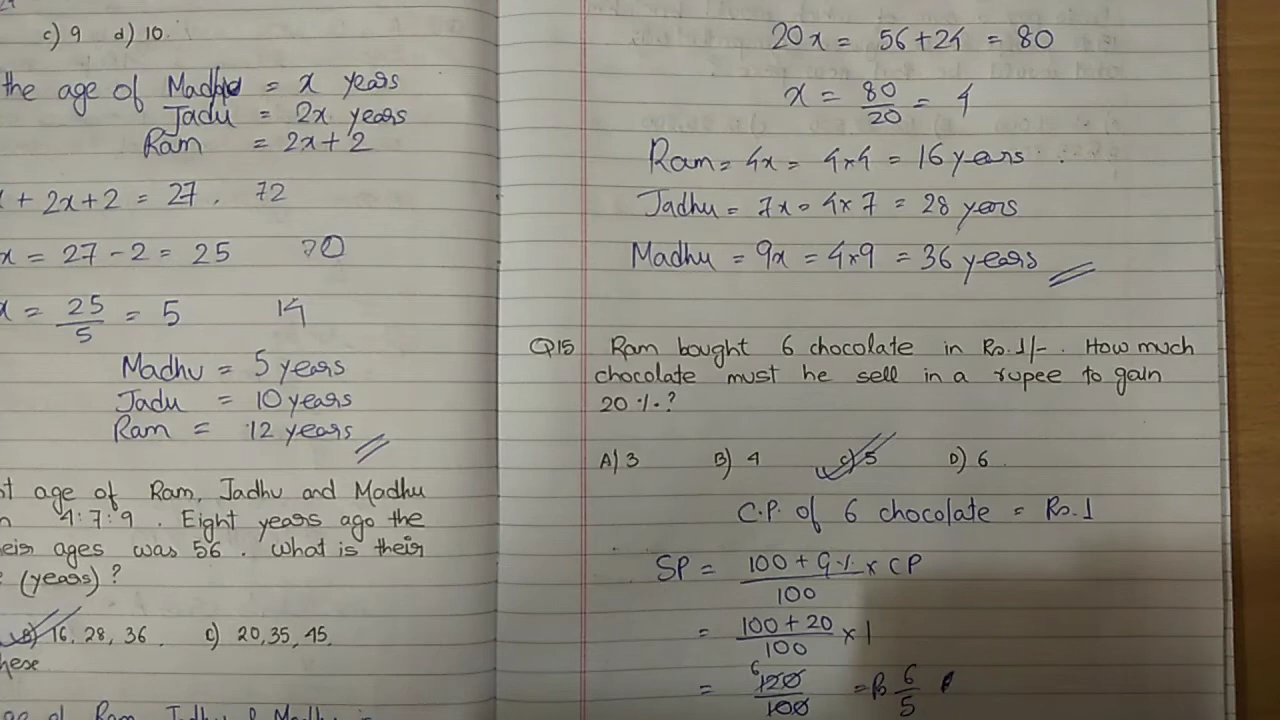 c) 9 d) 10.
the age of Madhu = x years
Jadu = 2x years
Ram = 2x+2
+ 2x+2 = 27. 72
x = 27-2 = 25 70
x = 25/5 = 5 14
Madhu = 5 years
Jadu = 10 years
Ram = 12 years
age of Ram, Jadhu and Madhu
4:7:9. Eight years ago the
ages was 56. What is their
(years)?
B) 16, 28, 36. C) 20,35,45.
20x = 56+24 = 80
x = 80/20 = 4
Ram = 4x = 4x4 = 16 years
Jadhu = 7x = 4x7 = 28 years
Madhu = 9x = 4x9 = 36 years
Q15 Ram bought 6 chocolate in Rs.1/-. How much
chocolate must he sell in a rupee to gain
20%?
A) 3 B) 4 C) 5 D) 6
C.P. of 6 chocolate = Rs.1
SP = 100 + G%/100 x CP
= 100+20/100 x 1
= 120/100 = Rs 6/5